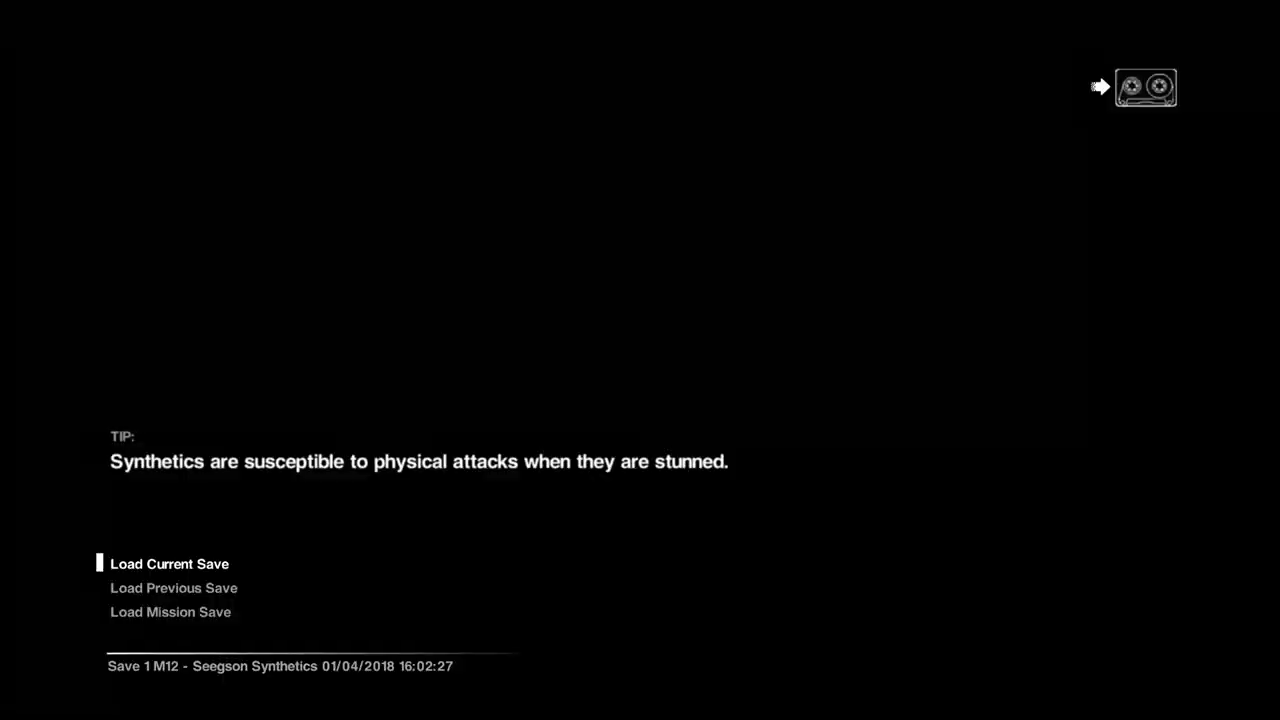 TIP:
Synthetics are susceptible to physical attacks when they are stunned.
Load Current Save
Load Previous Save
Load Mission Save
Save 1 M12 - Seegson Synthetics 01/04/2018 16:02:27